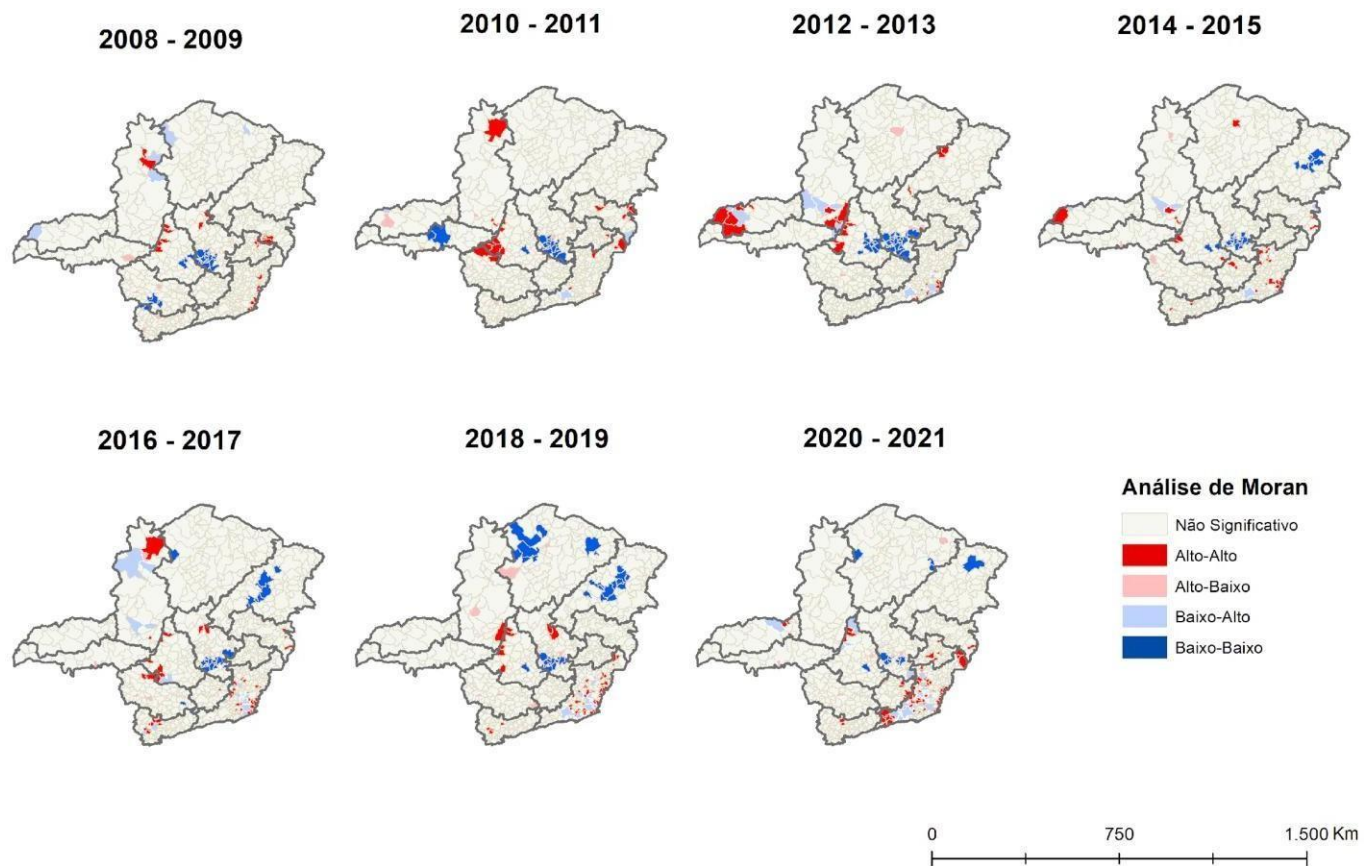 2008 - 2009
2010 - 2011
2012 - 2013
2014 - 2015
2016 - 2017
2018 - 2019
2020 - 2021
Análise de Moran
Não Significativo
Alto-Alto
Alto-Baixo
Baixo-Alto
Baixo-Baixo
0 750 1.500 Km